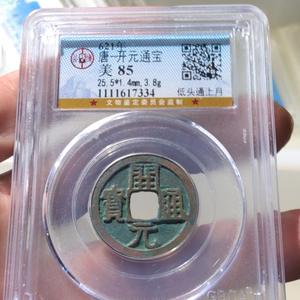 621年
唐·开元通宝
美 85
25.5*1.4mm,3.8g
1111617334
低头通上月
★文物鉴定委员会监制★
開元通寳